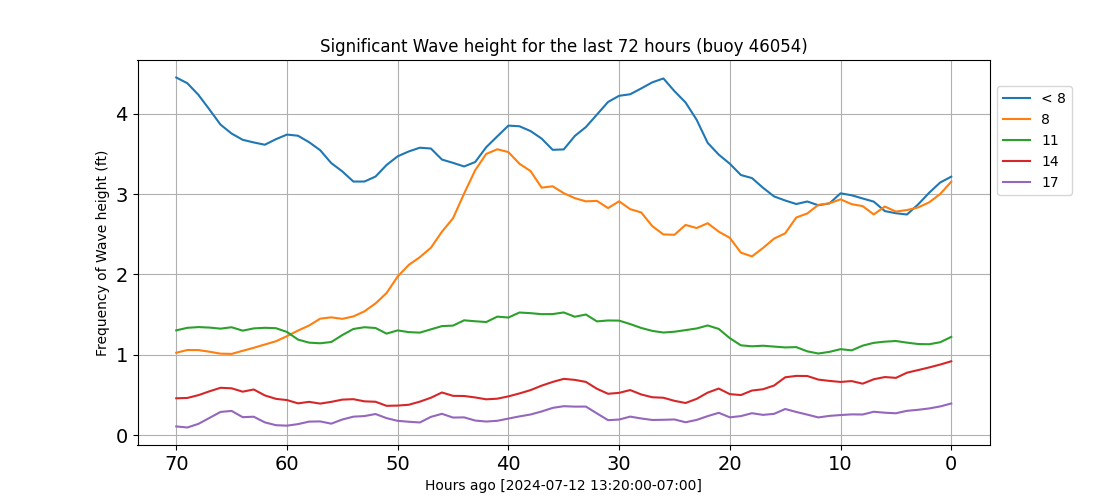 Significant Wave height for the last 72 hours (buoy 46054)
Frequency of Wave height (ft)
4
3
2
1
0
70 60 50 40 30 20 10 0
Hours ago [2024-07-12 13:20:00-07:00]
< 8
8
11
14
17